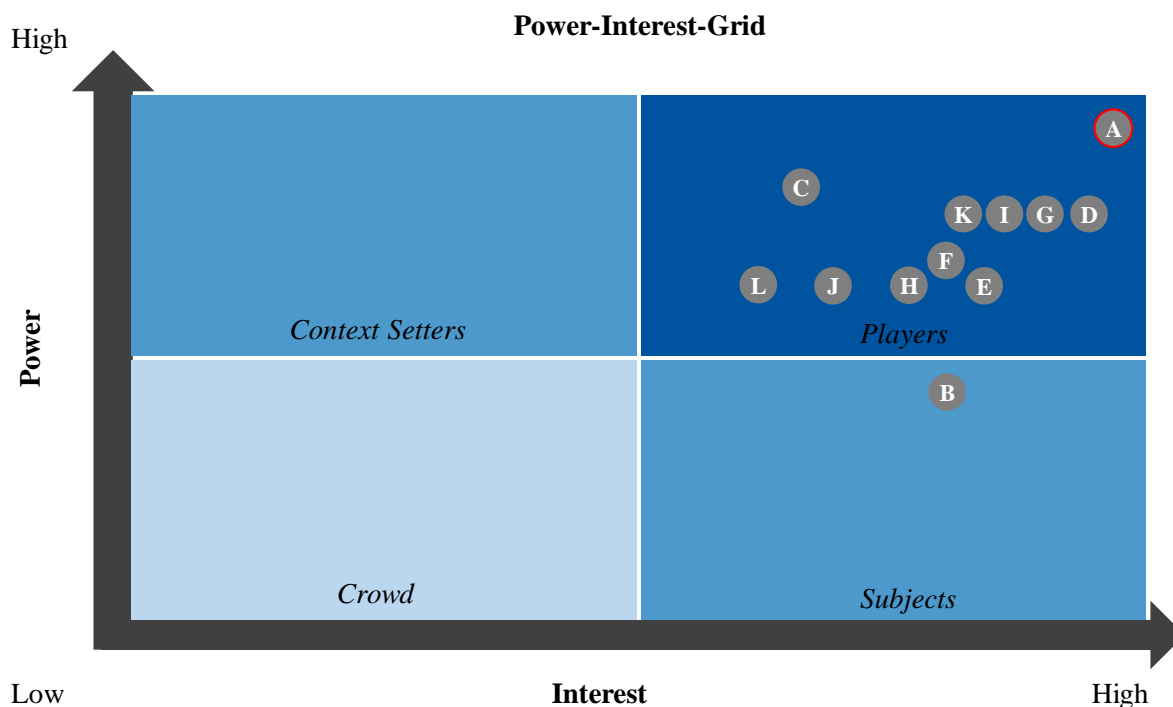 Power-Interest-Grid
High
A
C
K I G D
F
L J H E
Context Setters
Players
Power
B
Crowd
Subjects
Low
Interest
High